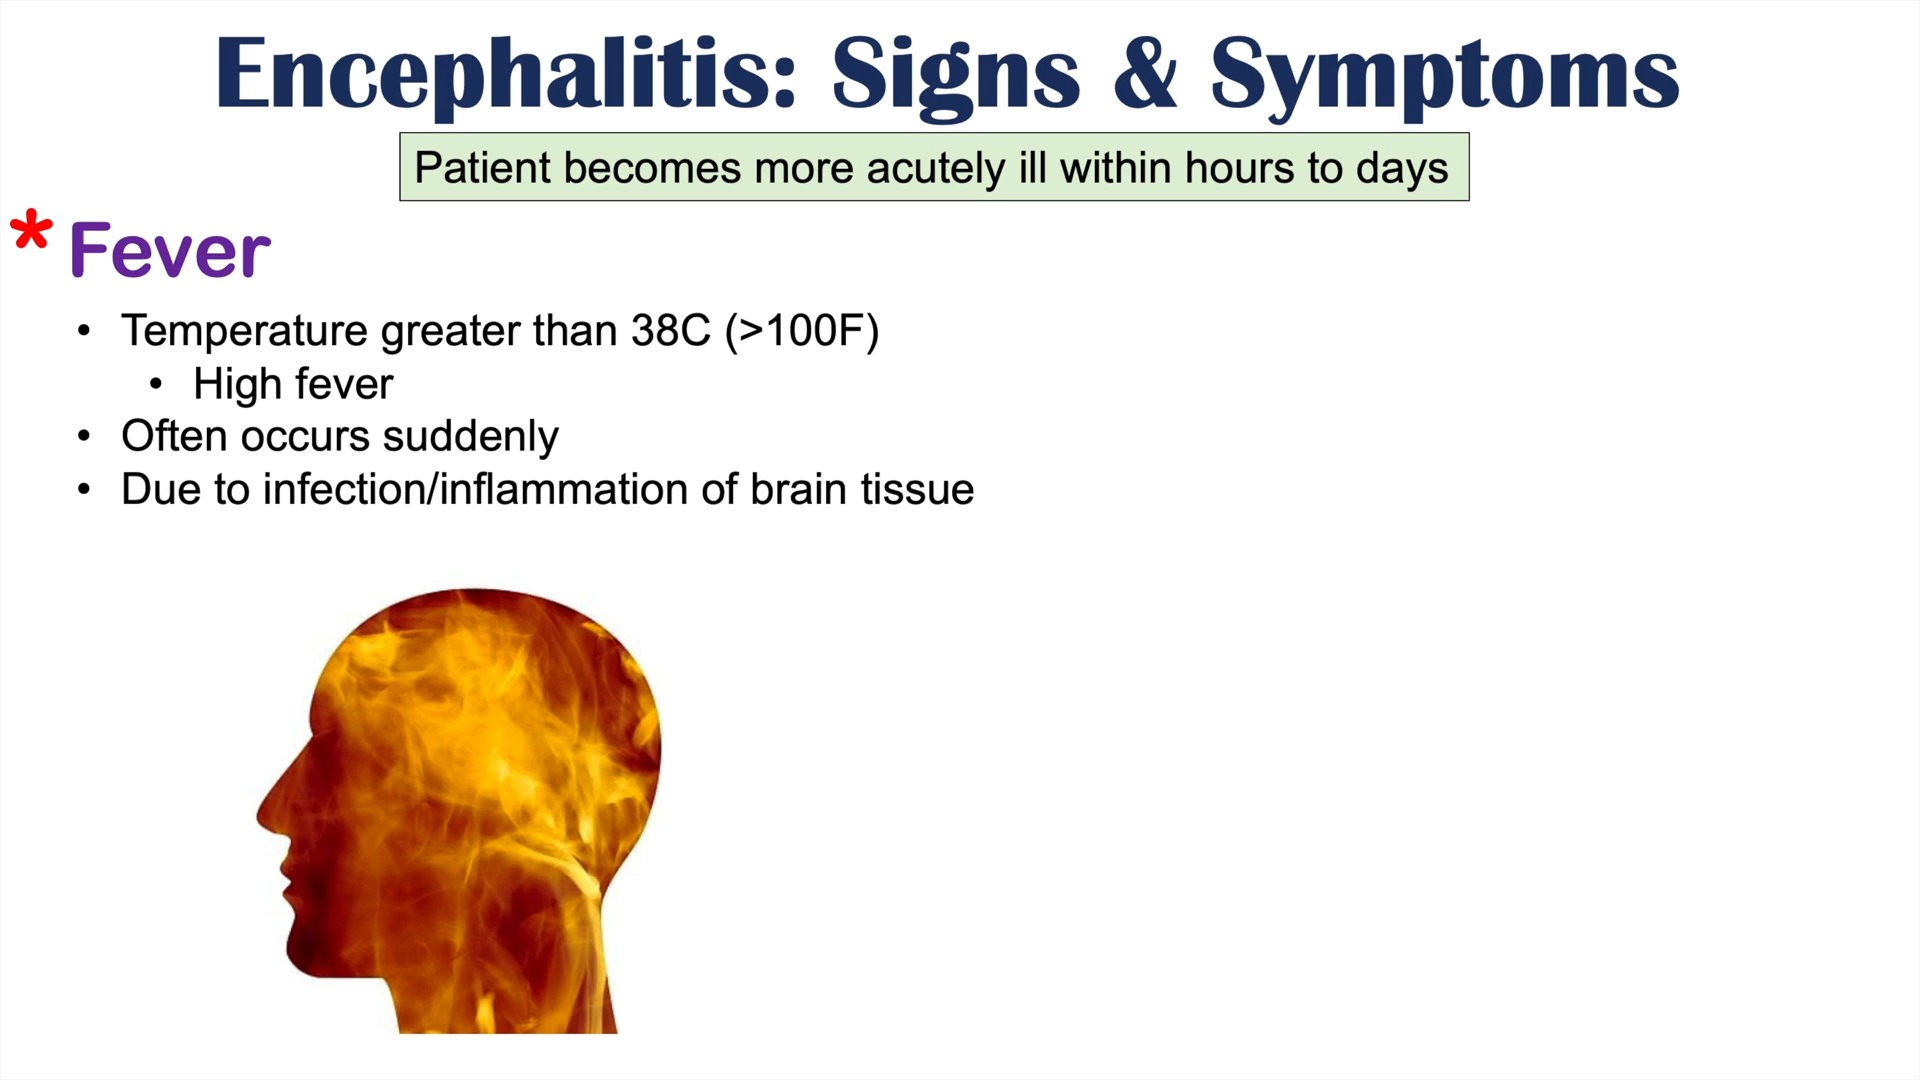 Encephalitis: Signs & Symptoms
Patient becomes more acutely ill within hours to days
* Fever
• Temperature greater than 38C (>100F)
• High fever
• Often occurs suddenly
• Due to infection/inflammation of brain tissue